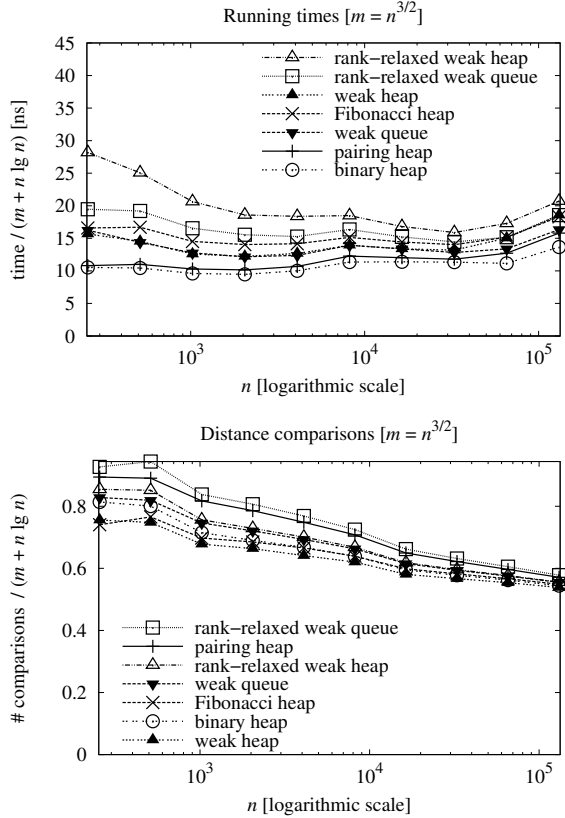 Running times [m = n^{3/2}]
time / (m + n lg n) [ns]
45
40
35
30
25
20
15
10
5
0
rank−relaxed weak heap
rank−relaxed weak queue
weak heap
Fibonacci heap
weak queue
pairing heap
binary heap
10^3 10^4 10^5
n [logarithmic scale]
Distance comparisons [m = n^{3/2}]
# comparisons / (m + n lg n)
0.8
0.6
0.4
0.2
0
rank−relaxed weak queue
pairing heap
rank−relaxed weak heap
weak queue
Fibonacci heap
binary heap
weak heap
10^3 10^4 10^5
n [logarithmic scale]